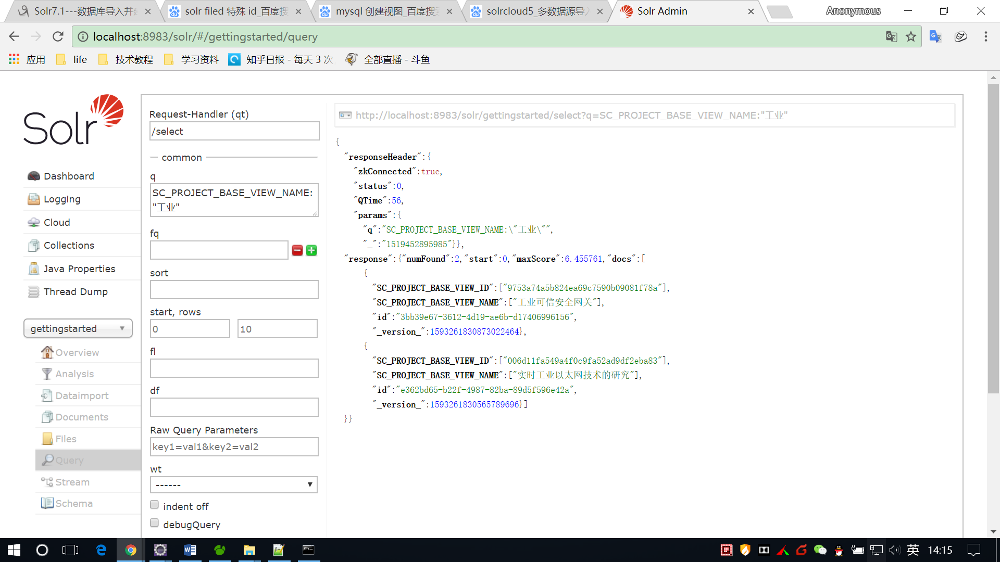 Solr7.1---数据库导入并
solr filed 特殊 id_百度搜
mysql 创建视图_百度搜索
solrcloud5_多数据源导
Solr Admin
Anonymous
localhost:8983/solr/#/gettingstarted/query
应用
life
技术教程
学习资料
知乎日报 - 每天 3 次
全部直播 - 斗鱼
Solr
Dashboard
Logging
Cloud
Collections
Java Properties
Thread Dump
gettingstarted
Overview
Analysis
Dataimport
Documents
Files
Query
Stream
Schema
Request-Handler (qt)
/select
common
q
SC_PROJECT_BASE_VIEW_NAME:
"工业"
fq
sort
start, rows
0
10
fl
df
Raw Query Parameters
key1=val1&key2=val2
wt
------
indent off
debugQuery
http://localhost:8983/solr/gettingstarted/select?q=SC_PROJECT_BASE_VIEW_NAME:"工业"
{
"responseHeader":{
"zkConnected":true,
"status":0,
"QTime":56,
"params":{
"q":"SC_PROJECT_BASE_VIEW_NAME:\"工业\"",
"_":"1519452895985"}},
"response":{"numFound":2,"start":0,"maxScore":6.455761,"docs":[
{
"SC_PROJECT_BASE_VIEW_ID":["9753a74a5b824ea69c7590b09081f78a"],
"SC_PROJECT_BASE_VIEW_NAME":["工业可信安全网关"],
"id":"3bb39e67-3612-4d19-ae6b-d17406996156",
"_version_":1593261830873022464},
{
"SC_PROJECT_BASE_VIEW_ID":["006d11fa549a4f0c9fa52ad9df2eba83"],
"SC_PROJECT_BASE_VIEW_NAME":["实时工业以太网技术的研究"],
"id":"e362bd65-b22f-4987-82ba-89d5f596e42a",
"_version_":1593261830565789696}]
}}
英
14:15